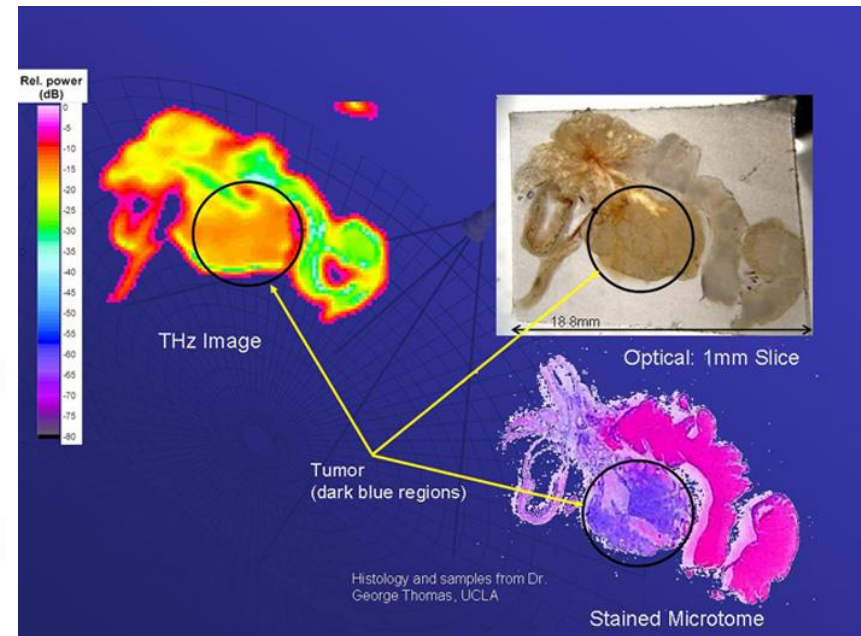 Rel. power
(dB)
0
-5
-10
-15
-20
-25
-30
-35
-40
-45
-50
-55
-60
-65
-70
-75
-80
THz Image
18.8mm
Optical: 1mm Slice
Tumor
(dark blue regions)
Histology and samples from Dr.
George Thomas, UCLA
Stained Microtome